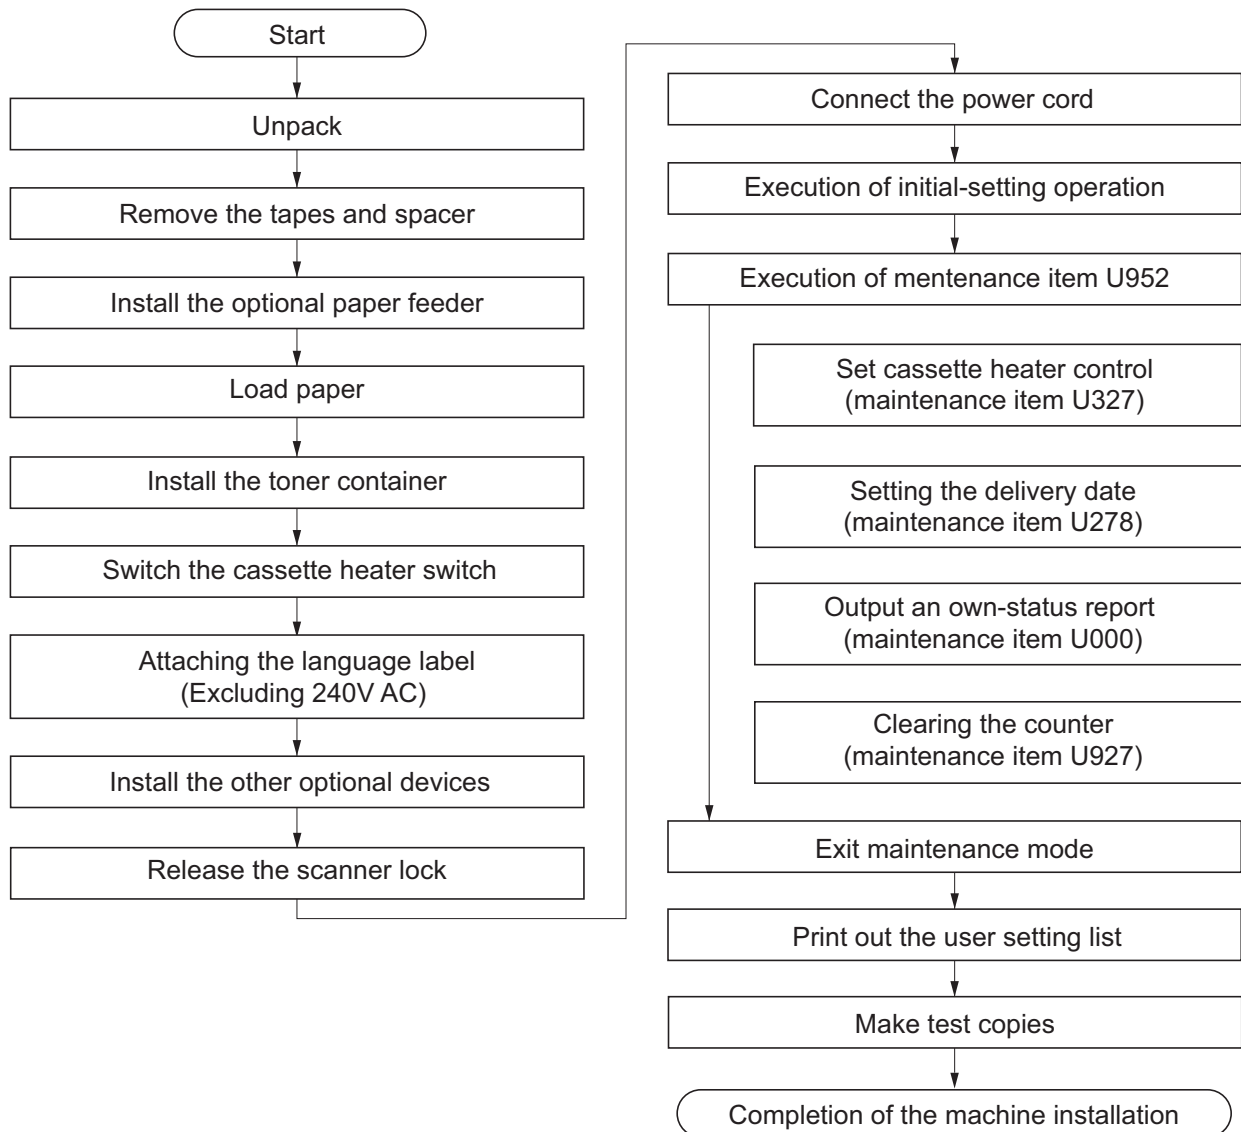 Start
Unpack
Remove the tapes and spacer
Install the optional paper feeder
Load paper
Install the toner container
Switch the cassette heater switch
Attaching the language label
(Excluding 240V AC)
Install the other optional devices
Release the scanner lock
Connect the power cord
Execution of initial-setting operation
Execution of mentenance item U952
Set cassette heater control
(maintenance item U327)
Setting the delivery date
(maintenance item U278)
Output an own-status report
(maintenance item U000)
Clearing the counter
(maintenance item U927)
Exit maintenance mode
Print out the user setting list
Make test copies
Completion of the machine installation